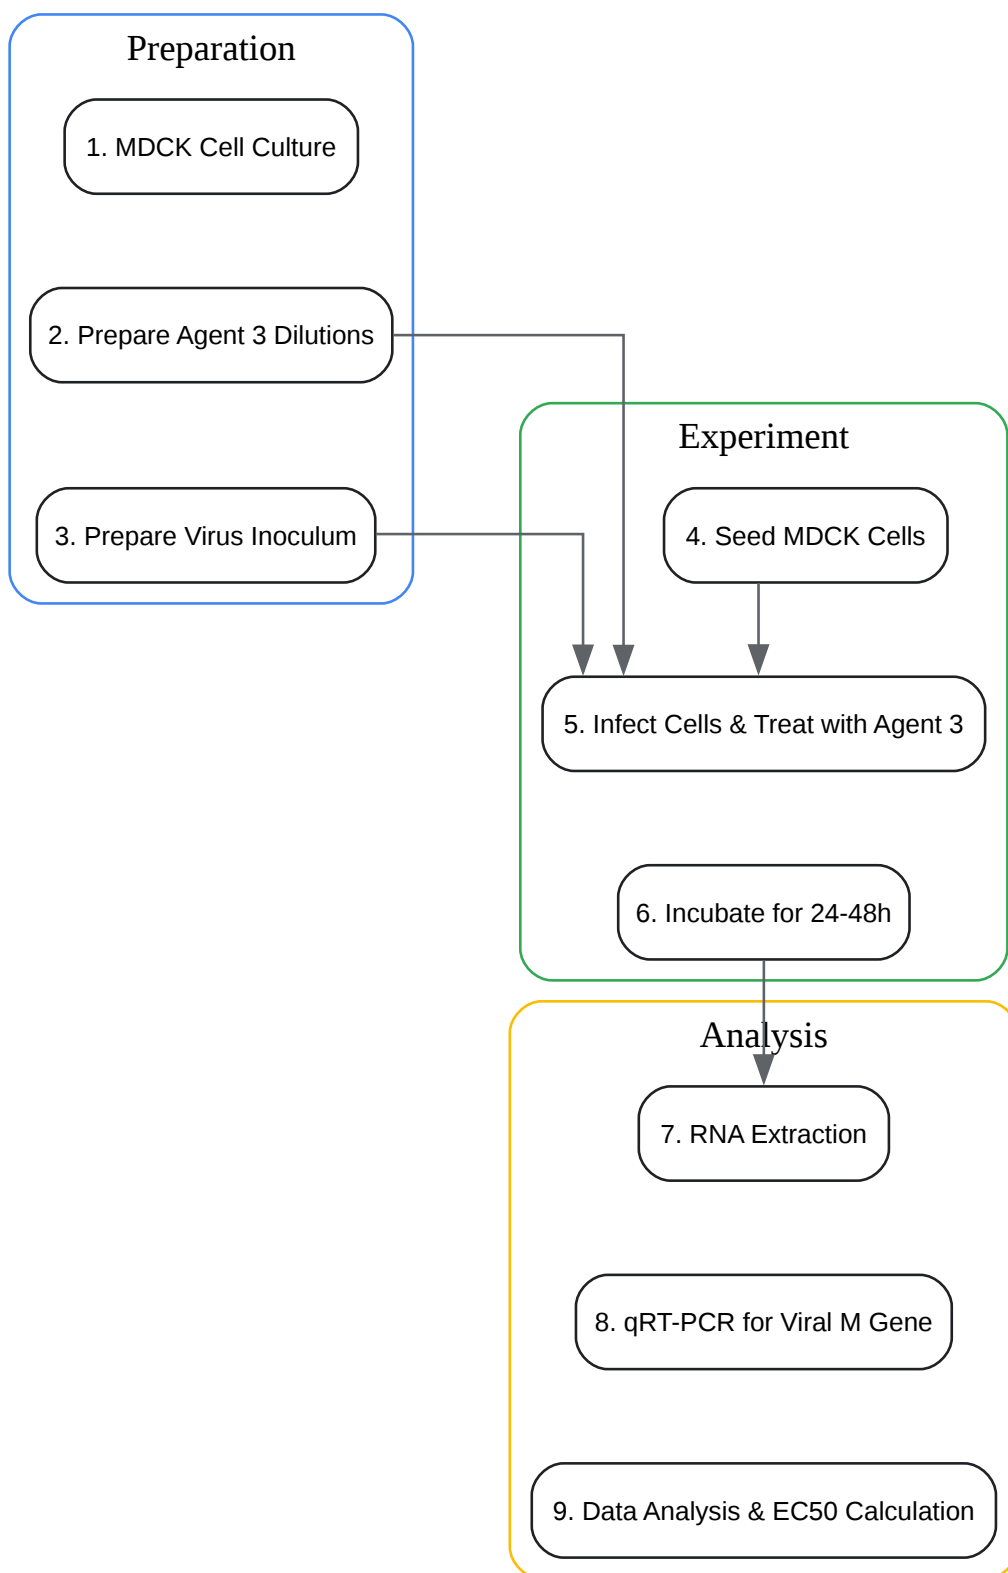 Preparation
1. MDCK Cell Culture
2. Prepare Agent 3 Dilutions
3. Prepare Virus Inoculum
Experiment
4. Seed MDCK Cells
5. Infect Cells & Treat with Agent 3
6. Incubate for 24-48h
Analysis
7. RNA Extraction
8. qRT-PCR for Viral M Gene
9. Data Analysis & EC50 Calculation